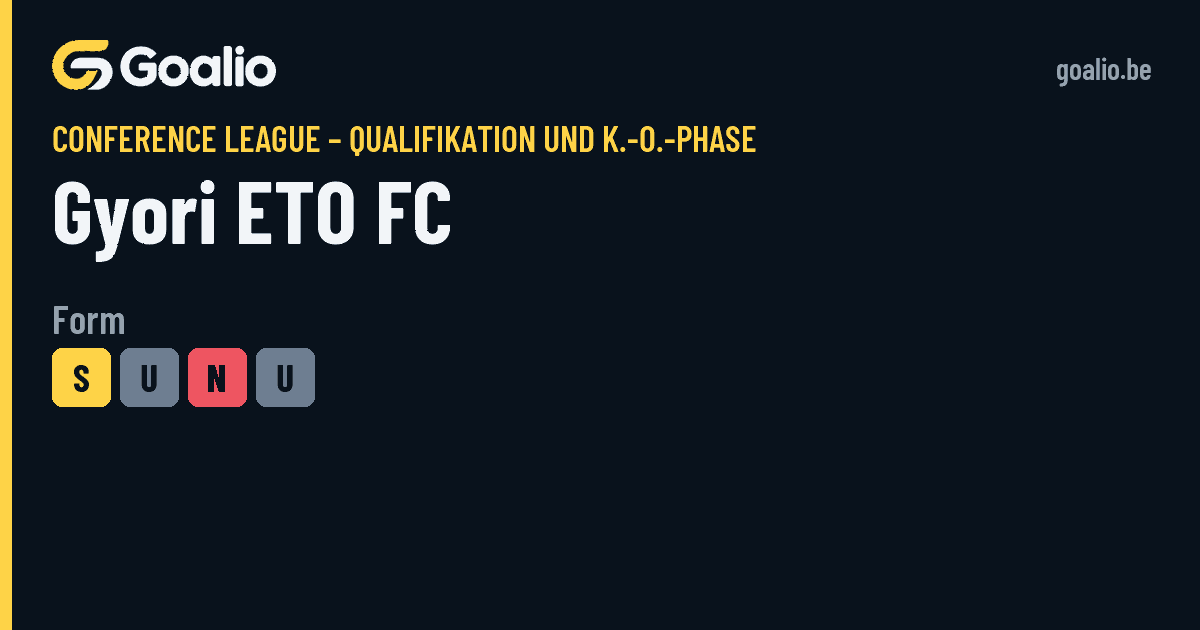 Goalio
goalio.be
CONFERENCE LEAGUE – QUALIFIKATION UND K.-O.-PHASE
Gyori ETO FC
Form
S U N U